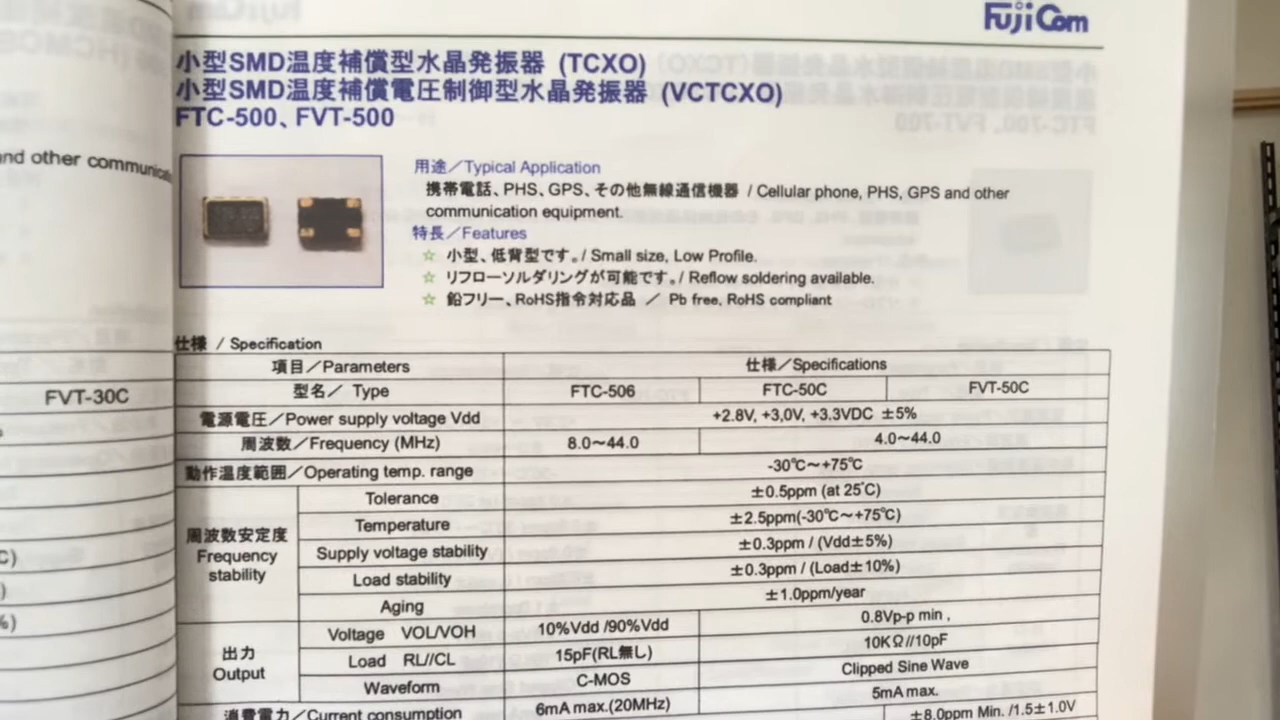 FujiCom
小型SMD温度補償型水晶発振器 (TCXO)
小型SMD温度補償電圧制御型水晶発振器 (VCTCXO)
FTC-500、FVT-500
and other communica
用途／Typical Application
携帯電話、PHS、GPS、その他無線通信機器 / Cellular phone, PHS, GPS and other
communication equipment.
特長／Features
☆ 小型、低背型です。/ Small size, Low Profile.
☆ リフローソルダリングが可能です。/ Reflow soldering available.
☆ 鉛フリー、RoHS指令対応品 ／ Pb free, RoHS compliant
仕様 / Specification
項目／Parameters 仕様／Specifications
FVT-30C
型名／ Type FTC-506 FTC-50C FVT-50C
電源電圧／Power supply voltage Vdd +2.8V, +3,0V, +3.3VDC ±5%
周波数／Frequency (MHz) 8.0～44.0 4.0～44.0
動作温度範囲／Operating temp. range -30℃～+75℃
周波数安定度
Frequency
stability
Tolerance ±0.5ppm (at 25℃)
Temperature ±2.5ppm(-30℃～+75℃)
Supply voltage stability ±0.3ppm / (Vdd±5%)
Load stability ±0.3ppm / (Load±10%)
Aging ±1.0ppm/year
C)
)
%)
出力
Output
Voltage VOL/VOH 10%Vdd /90%Vdd 0.8Vp-p min ,
Load RL//CL 15pF(RL無し) 10KΩ//10pF
Waveform C-MOS Clipped Sine Wave
消費電力／Current consumption 6mA max.(20MHz) 5mA max.
±8.0ppm Min. /1.5±1.0V